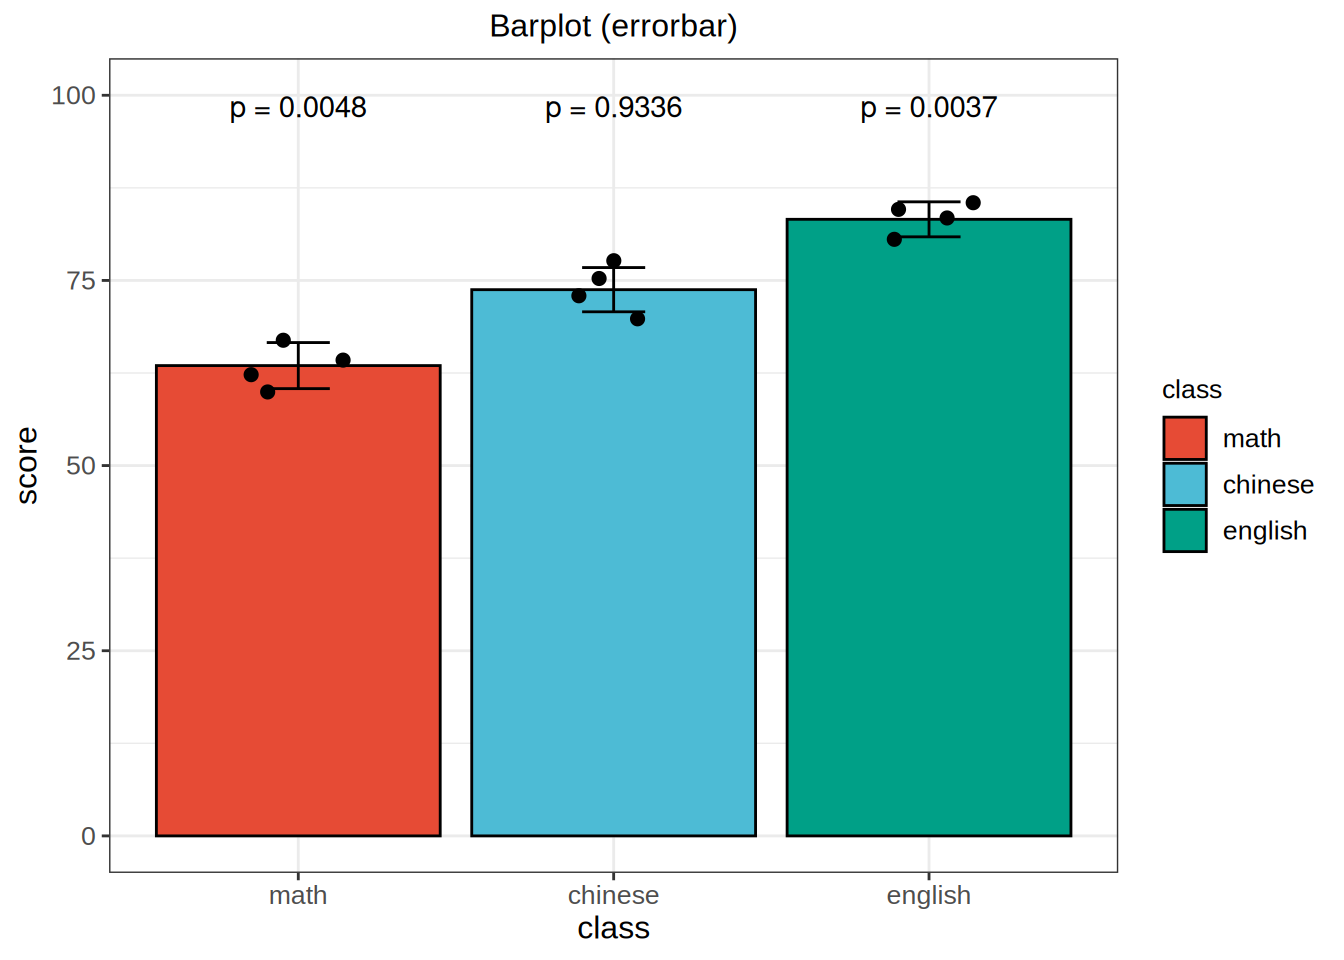 Barplot (errorbar)
100
p = 0.0048
p = 0.9336
p = 0.0037
75
50
25
0
score
math
chinese
english
class
class
math
chinese
english